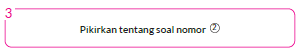 3
Pikirkan tentang soal nomor ②